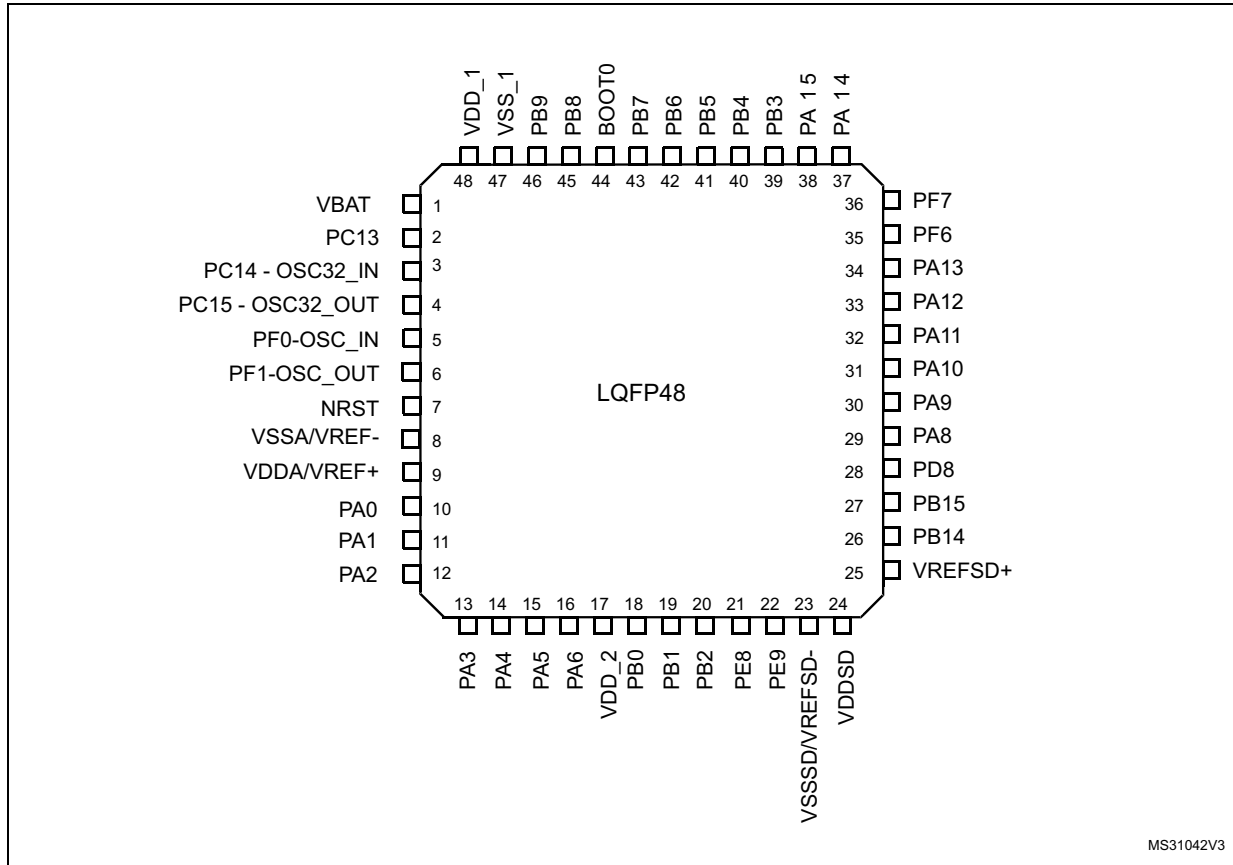 VDD_1
VSS_1
PB9
PB8
BOOT0
PB7
PB6
PB5
PB4
PB3
PA 15
PA 14
48 47 46 45 44 43 42 41 40 39 38 37
VBAT 1
PC13 2
PC14 - OSC32_IN 3
PC15 - OSC32_OUT 4
PF0-OSC_IN 5
PF1-OSC_OUT 6
NRST 7
VSSA/VREF- 8
VDDA/VREF+ 9
PA0 10
PA1 11
PA2 12
LQFP48
36 PF7
35 PF6
34 PA13
33 PA12
32 PA11
31 PA10
30 PA9
29 PA8
28 PD8
27 PB15
26 PB14
25 VREFSD+
13 14 15 16 17 18 19 20 21 22 23 24
PA3
PA4
PA5
PA6
VDD_2
PB0
PB1
PB2
PE8
PE9
VSSSD/VREFSD-
VDDSD
MS31042V3